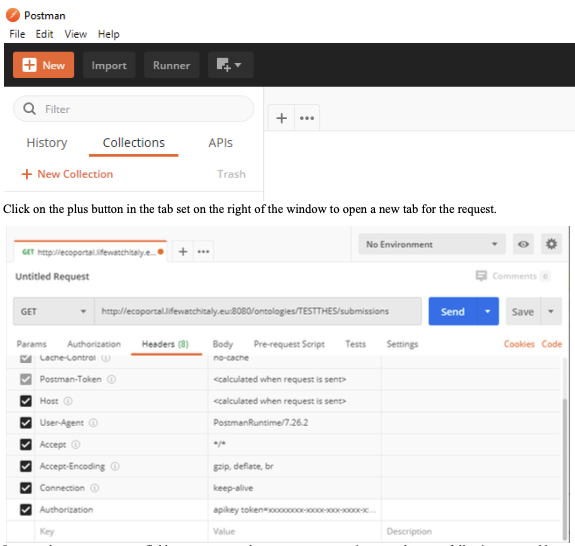 Postman
File Edit View Help
New Import Runner
Filter
History Collections APIs
+ New Collection Trash
Click on the plus button in the tab set on the right of the window to open a new tab for the request.
GET http://ecoportal.lifewatchitaly.e... + ...
No Environment
Untitled Request
Comments 0
GET http://ecoportal.lifewatchitaly.eu:8080/ontologies/TESTTHES/submissions Send Save
Params Authorization Headers (8) Body Pre-request Script Tests Settings Cookies Code
Cache-Control no-cache
Postman-Token <calculated when request is sent>
Host <calculated when request is sent>
User-Agent PostmanRuntime/7.26.2
Accept */*
Accept-Encoding gzip, deflate, br
Connection keep-alive
Authorization
apikey token=xxxxxxxx-xxxx-xxx-xxxx-x...
Key Value Description